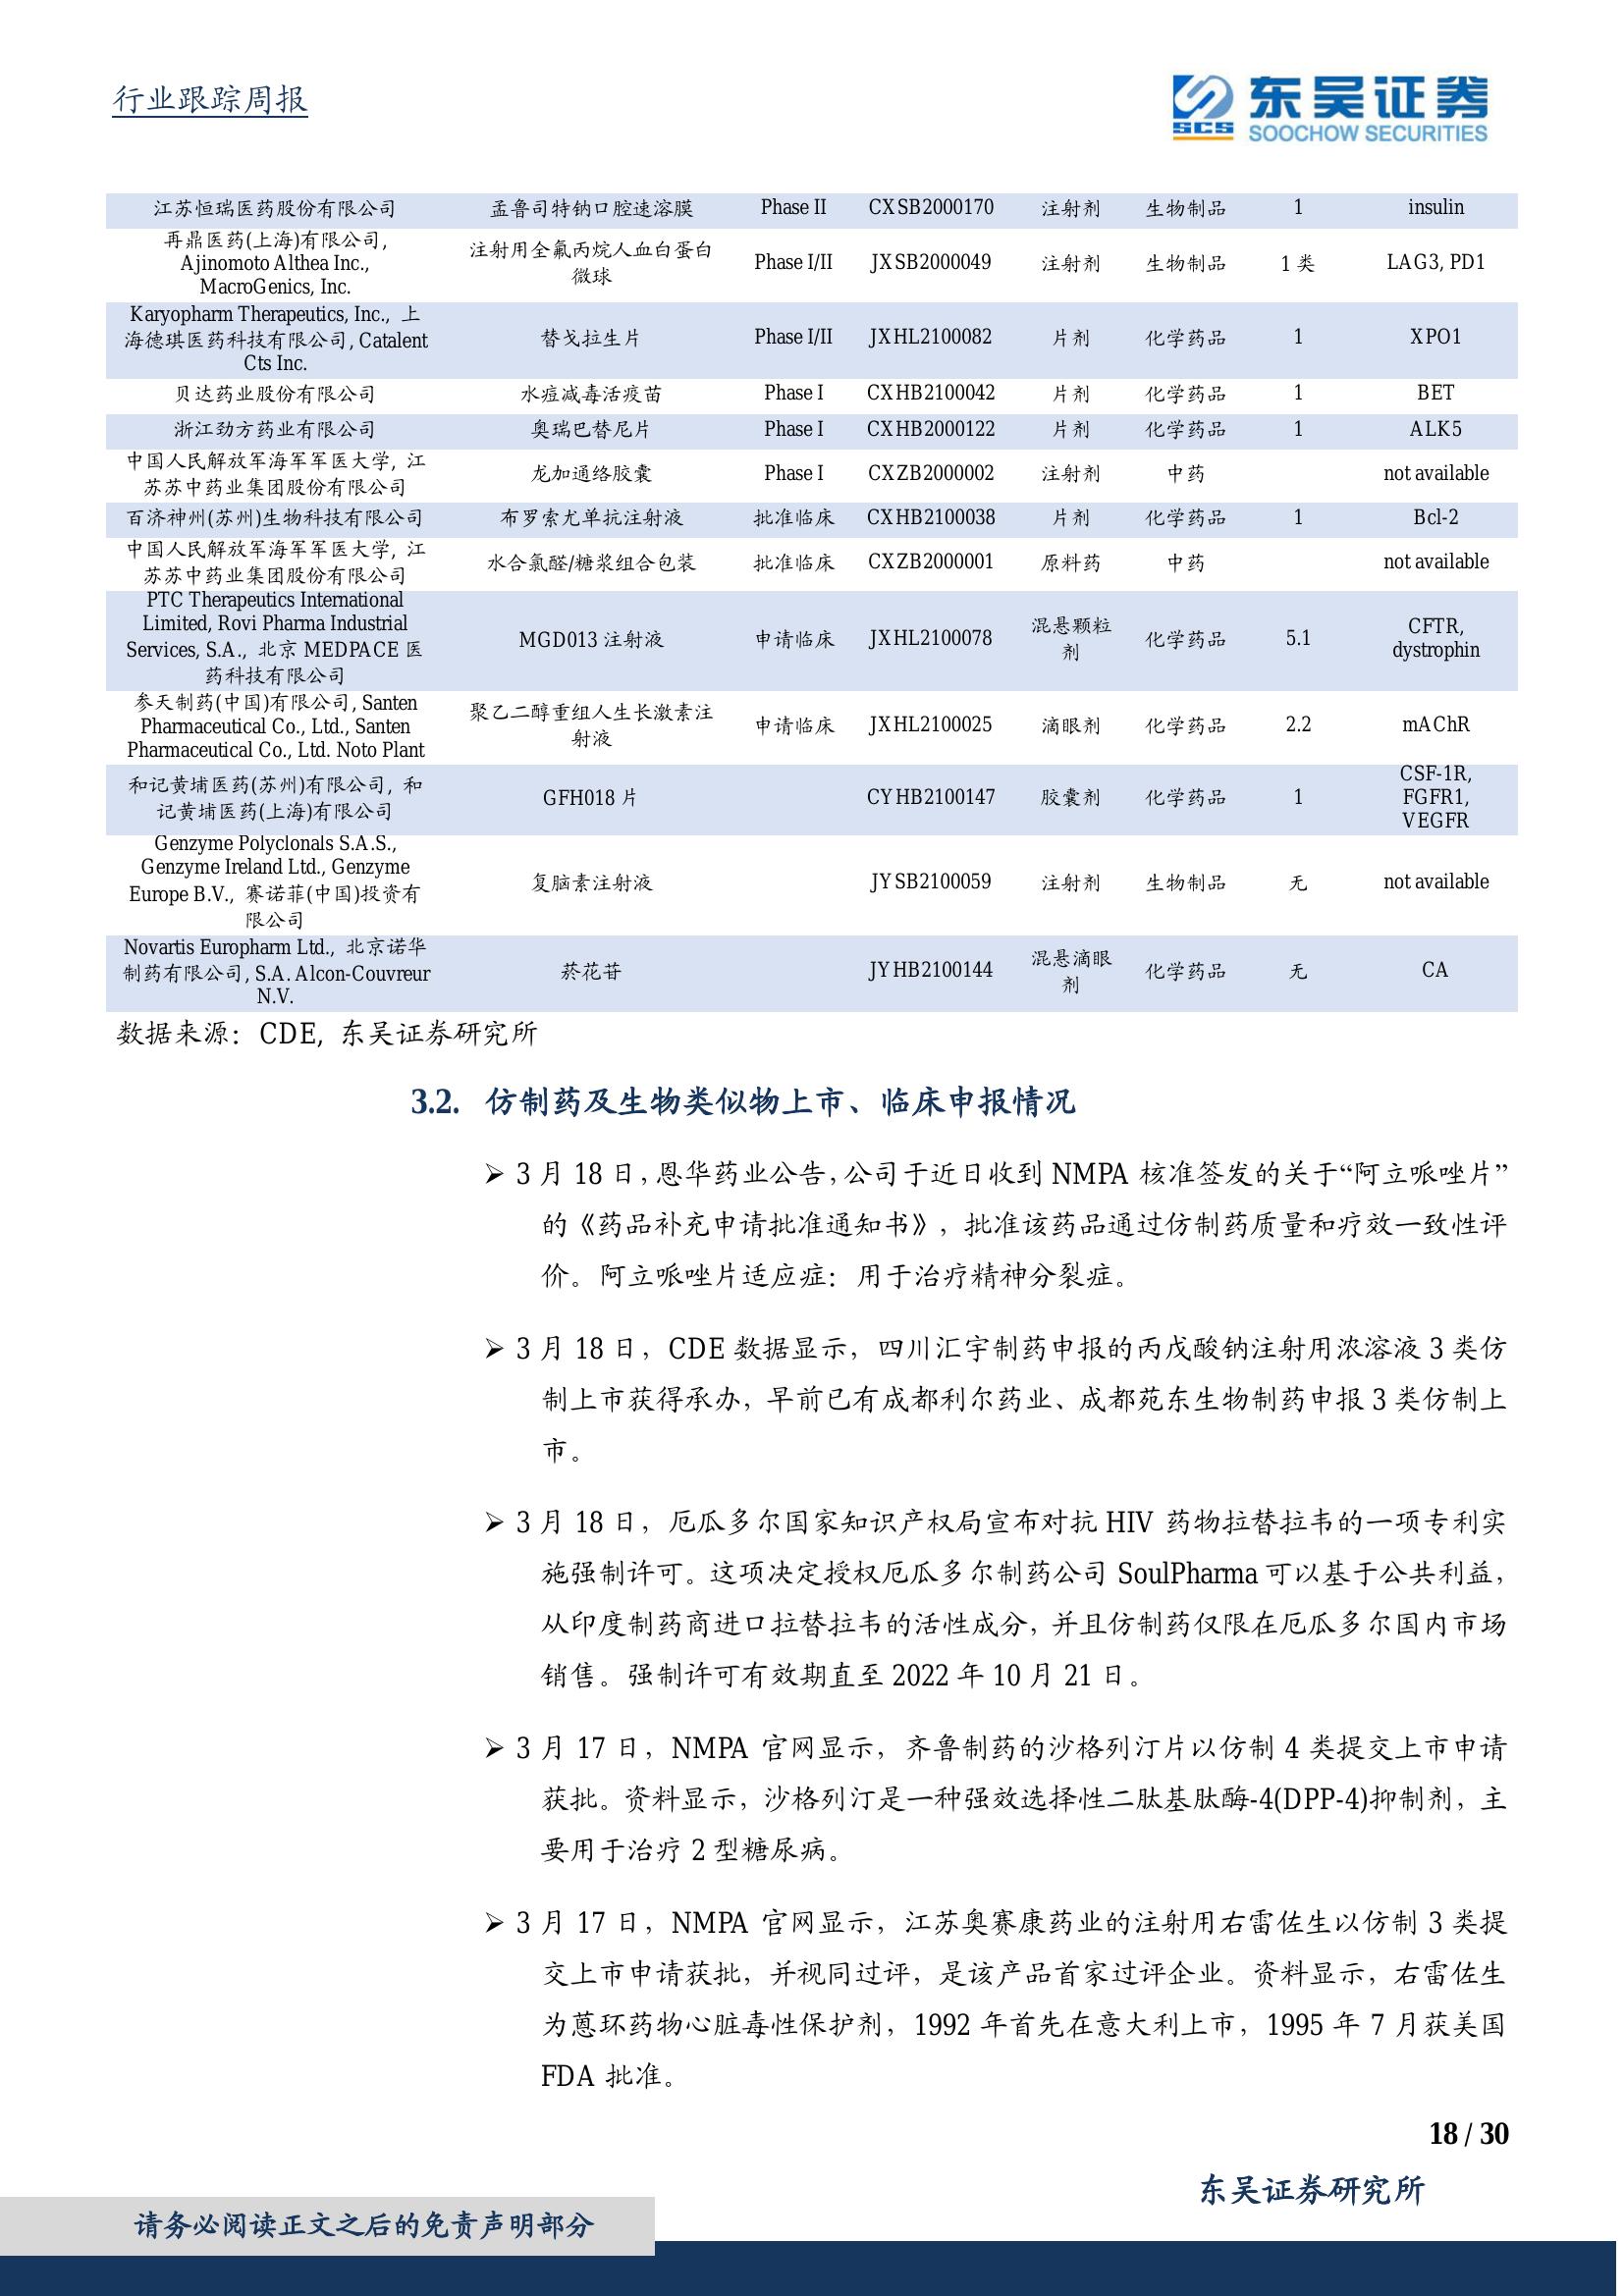 行业跟踪周报
SCS 东吴证券
SOOCHOW SECURITIES
江苏恒瑞医药股份有限公司 孟鲁司特钠口腔速溶膜 Phase II CXSB2000170 注射剂 生物制品 1 insulin
再鼎医药(上海)有限公司, Ajinomoto Althea Inc., MacroGenics, Inc. 注射用全氟丙烷人血白蛋白微球 Phase I/II JXSB2000049 注射剂 生物制品 1 类 LAG3, PD1
Karyopharm Therapeutics, Inc., 上海德琪医药科技有限公司, Catalent Cts Inc. 替戈拉生片 Phase I/II JXHL2100082 片剂 化学药品 1 XPO1
贝达药业股份有限公司 水痘减毒活疫苗 Phase I CXHB2100042 片剂 化学药品 1 BET
浙江劲方药业有限公司 奥瑞巴替尼片 Phase I CXHB2000122 片剂 化学药品 1 ALK5
中国人民解放军海军军医大学, 江苏苏中药业集团股份有限公司 龙加通络胶囊 Phase I CXZB2000002 注射剂 中药 not available
百济神州(苏州)生物科技有限公司 布罗索尤单抗注射液 批准临床 CXHB2100038 片剂 化学药品 1 Bcl-2
中国人民解放军海军军医大学, 江苏苏中药业集团股份有限公司 水合氯醛/糖浆组合包装 批准临床 CXZB2000001 原料药 中药 not available
PTC Therapeutics International Limited, Rovi Pharma Industrial Services, S.A., 北京 MEDPACE 医药科技有限公司 MGD013 注射液 申请临床 JXHL2100078 混悬颗粒剂 化学药品 5.1 CFTR, dystrophin
参天制药(中国)有限公司, Santen Pharmaceutical Co., Ltd., Santen Pharmaceutical Co., Ltd. Noto Plant 聚乙二醇重组人生长激素注射液 申请临床 JXHL2100025 滴眼剂 化学药品 2.2 mAChR
和记黄埔医药(苏州)有限公司, 和记黄埔医药(上海)有限公司 GFH018 片 CYHB2100147 胶囊剂 化学药品 1 CSF-1R, FGFR1, VEGFR
Genzyme Polyclonals S.A.S., Genzyme Ireland Ltd., Genzyme Europe B.V., 赛诺菲(中国)投资有限公司 复脑素注射液 JYSB2100059 注射剂 生物制品 无 not available
Novartis Europharm Ltd., 北京诺华制药有限公司, S.A. Alcon-Couvreur N.V. 菸花苷 JYHB2100144 混悬滴眼剂 化学药品 无 CA
数据来源：CDE, 东吴证券研究所
3.2. 仿制药及生物类似物上市、临床申报情况
➢ 3 月 18 日，恩华药业公告，公司于近日收到 NMPA 核准签发的关于“阿立哌唑片”
的《药品补充申请批准通知书》，批准该药品通过仿制药质量和疗效一致性评
价。阿立哌唑片适应症：用于治疗精神分裂症。
➢ 3 月 18 日，CDE 数据显示，四川汇宇制药申报的丙戊酸钠注射用浓溶液 3 类仿
制上市获得承办，早前已有成都利尔药业、成都苑东生物制药申报 3 类仿制上
市。
➢ 3 月 18 日，厄瓜多尔国家知识产权局宣布对抗 HIV 药物拉替拉韦的一项专利实
施强制许可。这项决定授权厄瓜多尔制药公司 SoulPharma 可以基于公共利益，
从印度制药商进口拉替拉韦的活性成分，并且仿制药仅限在厄瓜多尔国内市场
销售。强制许可有效期直至 2022 年 10 月 21 日。
➢ 3 月 17 日，NMPA 官网显示，齐鲁制药的沙格列汀片以仿制 4 类提交上市申请
获批。资料显示，沙格列汀是一种强效选择性二肽基肽酶-4(DPP-4)抑制剂，主
要用于治疗 2 型糖尿病。
➢ 3 月 17 日，NMPA 官网显示，江苏奥赛康药业的注射用右雷佐生以仿制 3 类提
交上市申请获批，并视同过评，是该产品首家过评企业。资料显示，右雷佐生
为蒽环药物心脏毒性保护剂，1992 年首先在意大利上市，1995 年 7 月获美国
FDA 批准。
18 / 30
东吴证券研究所
请务必阅读正文之后的免责声明部分